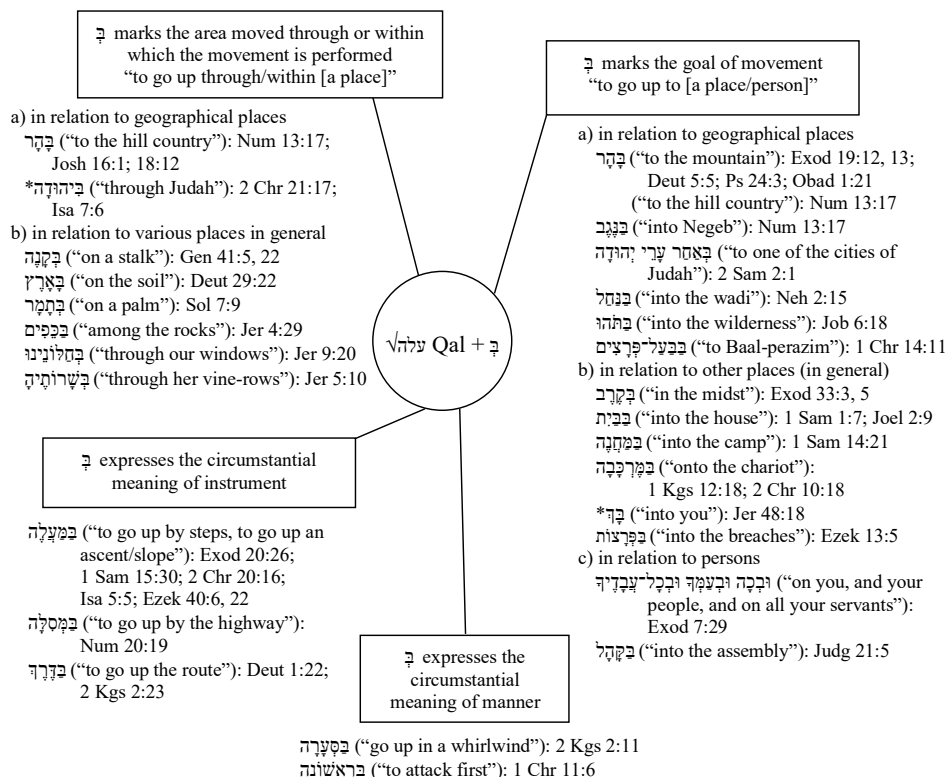 בְּ marks the area moved through or within
which the movement is performed
“to go up through/within [a place]”
a) in relation to geographical places
בָּהָר (“to the hill country”): Num 13:17;
Josh 16:1; 18:12
*בִּיהוּדָה (“through Judah”): 2 Chr 21:17;
Isa 7:6
b) in relation to various places in general
בְּקָנֶה (“on a stalk”): Gen 41:5, 22
בָּאָרֶץ (“on the soil”): Deut 29:22
בְּתָמָר (“on a palm”): Sol 7:9
בַּכֵּפִים (“among the rocks”): Jer 4:29
בְּחַלּוֹנֵינוּ (“through our windows”): Jer 9:20
בְּשָׁרוֹתֶיהָ (“through her vine-rows”): Jer 5:10
בְּ marks the goal of movement
“to go up to [a place/person]”
a) in relation to geographical places
בָּהָר (“to the mountain”): Exod 19:12, 13;
Deut 5:5; Ps 24:3; Obad 1:21
(“to the hill country”): Num 13:17
בַּנֶּגֶב (“into Negeb”): Num 13:17
בְּאַחַר עָרֵי יְהוּדָה (“to one of the cities of
Judah”): 2 Sam 2:1
בַּנַּחַל (“into the wadi”): Neh 2:15
בַּתֹּהוּ (“into the wilderness”): Job 6:18
בַּבַּעַל־פְּרָצִים (“to Baal-perazim”): 1 Chr 14:11
b) in relation to other places (in general)
בְּקֶרֶב (“in the midst”): Exod 33:3, 5
בַּבַּיִת (“into the house”): 1 Sam 1:7; Joel 2:9
בַּמַּחֲנֶה (“into the camp”): 1 Sam 14:21
בַּמֶּרְכָּבָה (“onto the chariot”):
1 Kgs 12:18; 2 Chr 10:18
*בָּךְ (“into you”): Jer 48:18
בַּפְּרָצוֹת (“into the breaches”): Ezek 13:5
c) in relation to persons
וּבְכָה וּבְעַמְּךָ וּבְכָל־עֲבָדֶיךָ (“on you, and your
people, and on all your servants”):
Exod 7:29
בַּקָּהָל (“into the assembly”): Judg 21:5
√עלה Qal + בְּ
בְּ expresses the circumstantial
meaning of instrument
בַּמַּעֲלֶה (“to go up by steps, to go up an
ascent/slope”): Exod 20:26;
1 Sam 15:30; 2 Chr 20:16;
Isa 5:5; Ezek 40:6, 22
בַּמְּסִלָּה (“to go up by the highway”):
Num 20:19
בַּדֶּרֶךְ (“to go up the route”): Deut 1:22;
2 Kgs 2:23
בְּ expresses the
circumstantial
meaning of manner
בַּסְּעָרָה (“go up in a whirlwind”): 2 Kgs 2:11
בָּרִאשׁוֹנָה (“to attack first”): 1 Chr 11:6